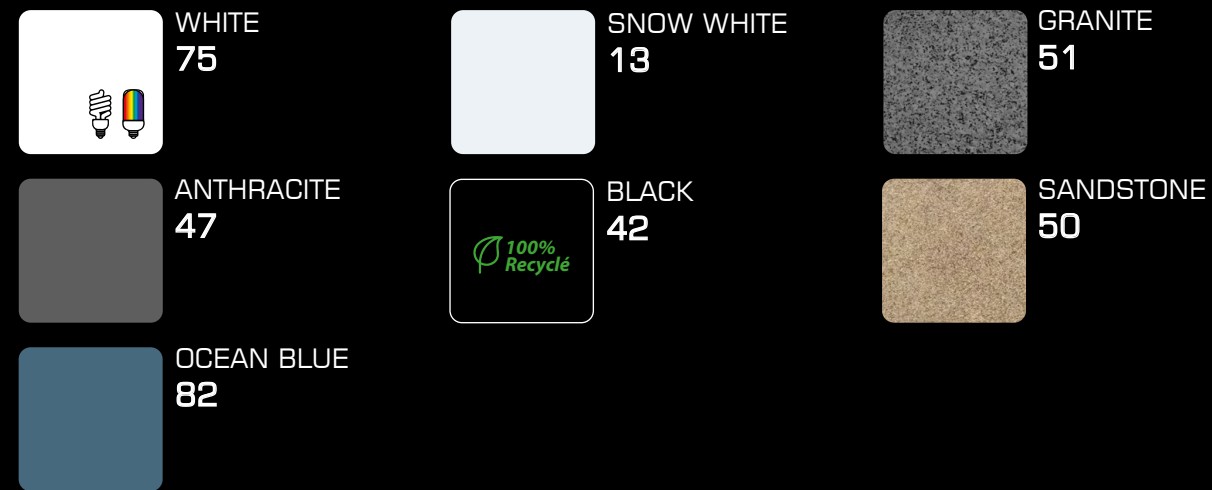 WHITE
75
SNOW WHITE
13
GRANITE
51
ANTHRACITE
47
100%
Recyclé
BLACK
42
SANDSTONE
50
OCEAN BLUE
82